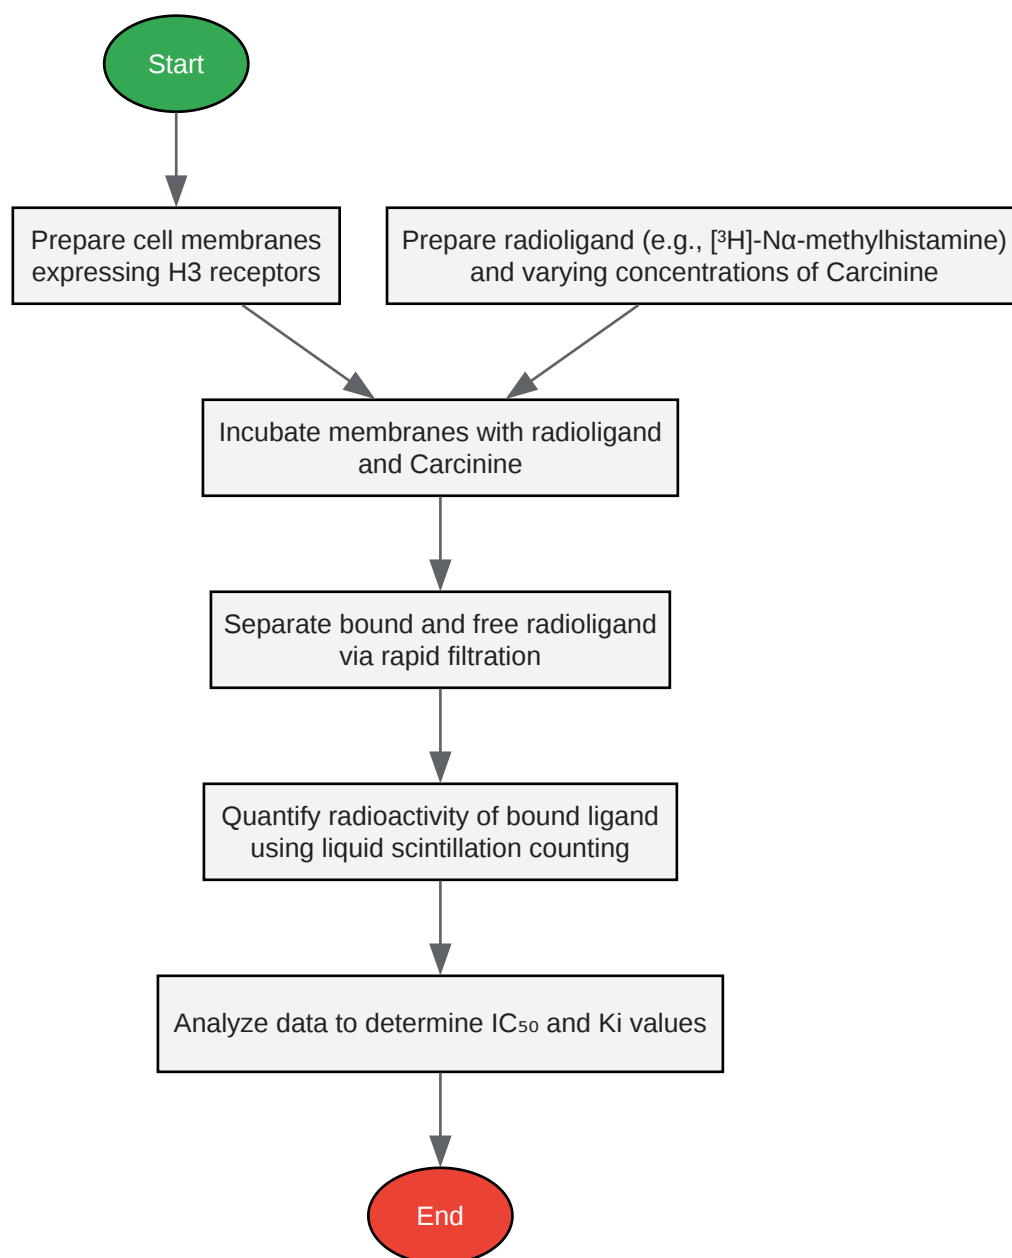 Start
Prepare cell membranes
expressing H3 receptors
Prepare radioligand (e.g., [³H]-Nα-methylhistamine)
and varying concentrations of Carcinine
Incubate membranes with radioligand
and Carcinine
Separate bound and free radioligand
via rapid filtration
Quantify radioactivity of bound ligand
using liquid scintillation counting
Analyze data to determine IC₅₀ and Ki values
End